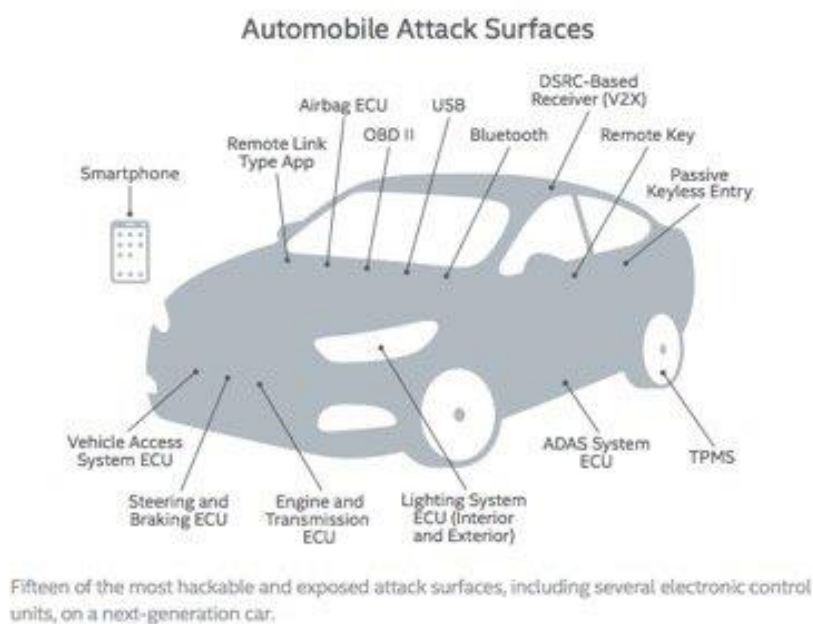 Automobile Attack Surfaces
DSRC-Based
Receiver (V2X)
Airbag ECU
USB
OBD II
Bluetooth
Remote Key
Remote Link
Type App
Smartphone
Passive
Keyless Entry
Vehicle Access
System ECU
ADAS System
ECU
TPMS
Steering and
Braking ECU
Engine and
Transmission
ECU
Lighting System
ECU (Interior
and Exterior)
Fifteen of the most hackable and exposed attack surfaces, including several electronic control
units, on a next-generation car.